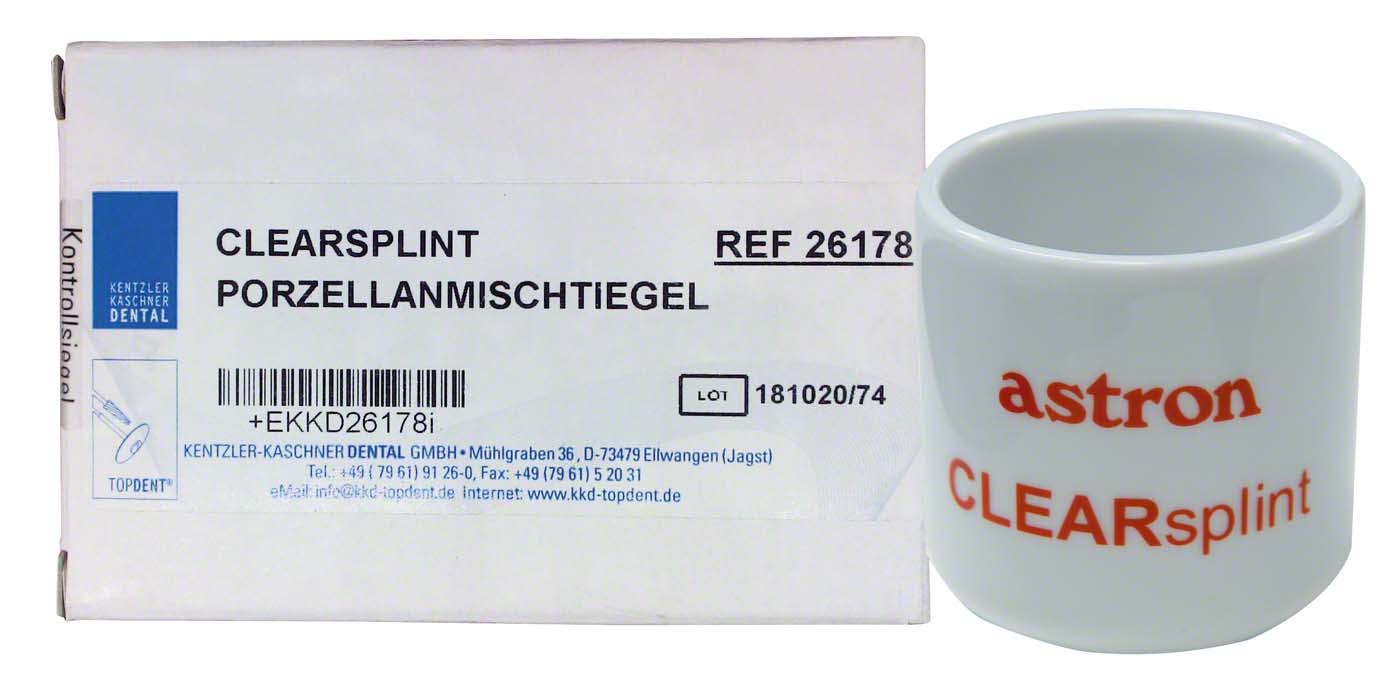 Kontrollsiegel
KENTZLER
KASCHNER
DENTAL
CLEARSPLINT
PORZELLANMISCHTIEGEL
REF 26178
+EKKD26178i
LOT 181020/74
TOPDENT®
KENTZLER-KASCHNER DENTAL GMBH • Mühlgraben 36, D-73479 Ellwangen (Jagst)
Tel.: +49 ( 79 61) 91 26-0, Fax: +49 (79 61) 5 20 31
eMail: info@kkd-topdent.de Internet: www.kkd-topdent.de
astron
CLEARsplint